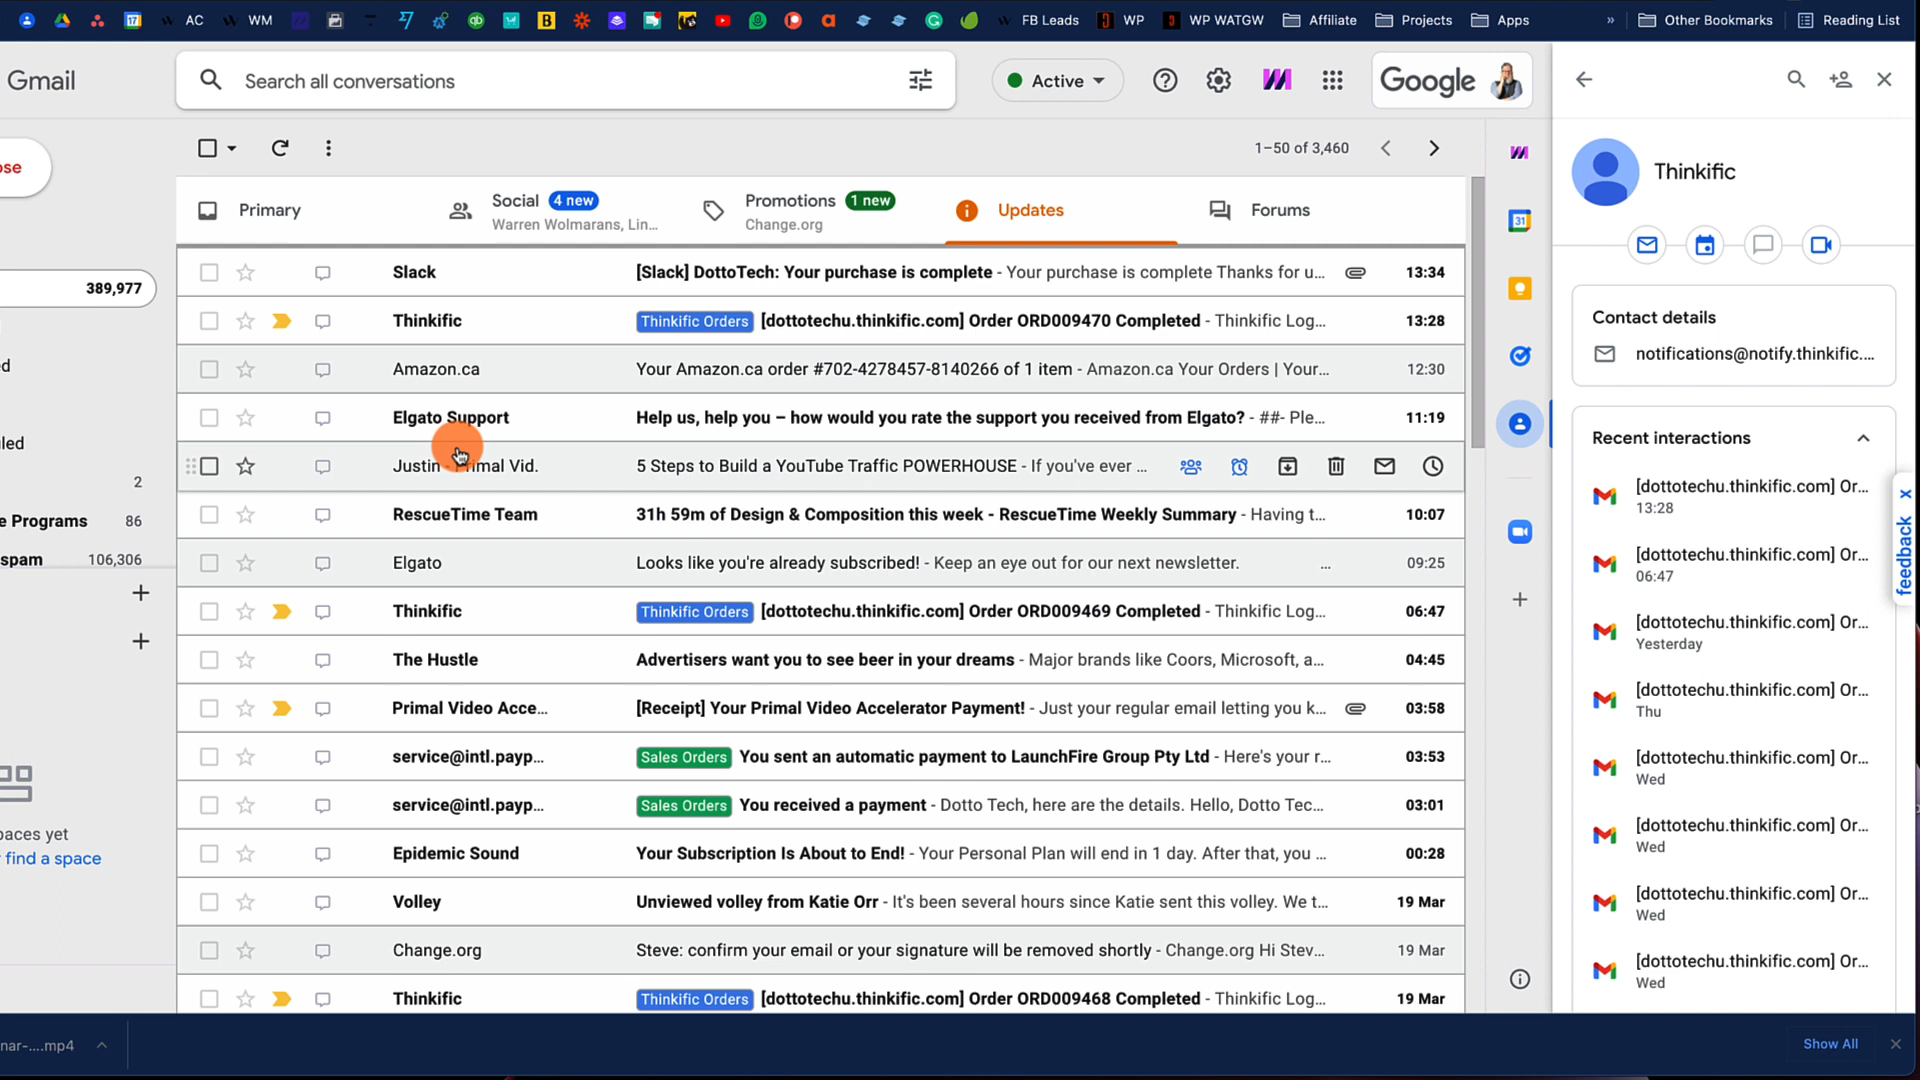 AC
WM
FB Leads
WP
WP WATGW
Affiliate
Projects
Apps
»
Other Bookmarks
Reading List
Gmail
Search all conversations
Active
Google
ose
1–50 of 3,460
Primary
Social 4 new
Warren Wolmarans, Lin...
Promotions 1 new
Change.org
Updates
Forums
389,977
d
led
2
e Programs 86
spam 106,306
Slack [Slack] DottoTech: Your purchase is complete - Your purchase is complete Thanks for u... 13:34
Thinkific Thinkific Orders [dottotechu.thinkific.com] Order ORD009470 Completed - Thinkific Log... 13:28
Amazon.ca Your Amazon.ca order #702-4278457-8140266 of 1 item - Amazon.ca Your Orders | Your... 12:30
Elgato Support Help us, help you – how would you rate the support you received from Elgato? - ##- Ple... 11:19
Justin - Primal Vid. 5 Steps to Build a YouTube Traffic POWERHOUSE - If you've ever ...
RescueTime Team 31h 59m of Design & Composition this week - RescueTime Weekly Summary - Having t... 10:07
Elgato Looks like you're already subscribed! - Keep an eye out for our next newsletter. ... 09:25
Thinkific Thinkific Orders [dottotechu.thinkific.com] Order ORD009469 Completed - Thinkific Log... 06:47
The Hustle Advertisers want you to see beer in your dreams - Major brands like Coors, Microsoft, a... 04:45
Primal Video Acce... [Receipt] Your Primal Video Accelerator Payment! - Just your regular email letting you k... 03:58
service@intl.payp... Sales Orders You sent an automatic payment to LaunchFire Group Pty Ltd - Here's your r... 03:53
service@intl.payp... Sales Orders You received a payment - Dotto Tech, here are the details. Hello, Dotto Tec... 03:01
Epidemic Sound Your Subscription Is About to End! - Your Personal Plan will end in 1 day. After that, you ... 00:28
Volley Unviewed volley from Katie Orr - It's been several hours since Katie sent this volley. We t... 19 Mar
Change.org Steve: confirm your email or your signature will be removed shortly - Change.org Hi Stev... 19 Mar
Thinkific Thinkific Orders [dottotechu.thinkific.com] Order ORD009468 Completed - Thinkific Log... 19 Mar
paces yet
find a space
Thinkific
Contact details
notifications@notify.thinkific....
Recent interactions
[dottotechu.thinkific.com] Or...
13:28
[dottotechu.thinkific.com] Or...
06:47
[dottotechu.thinkific.com] Or...
Yesterday
[dottotechu.thinkific.com] Or...
Thu
[dottotechu.thinkific.com] Or...
Wed
[dottotechu.thinkific.com] Or...
Wed
[dottotechu.thinkific.com] Or...
Wed
[dottotechu.thinkific.com] Or...
Wed
feedback x
nar-....mp4
Show All